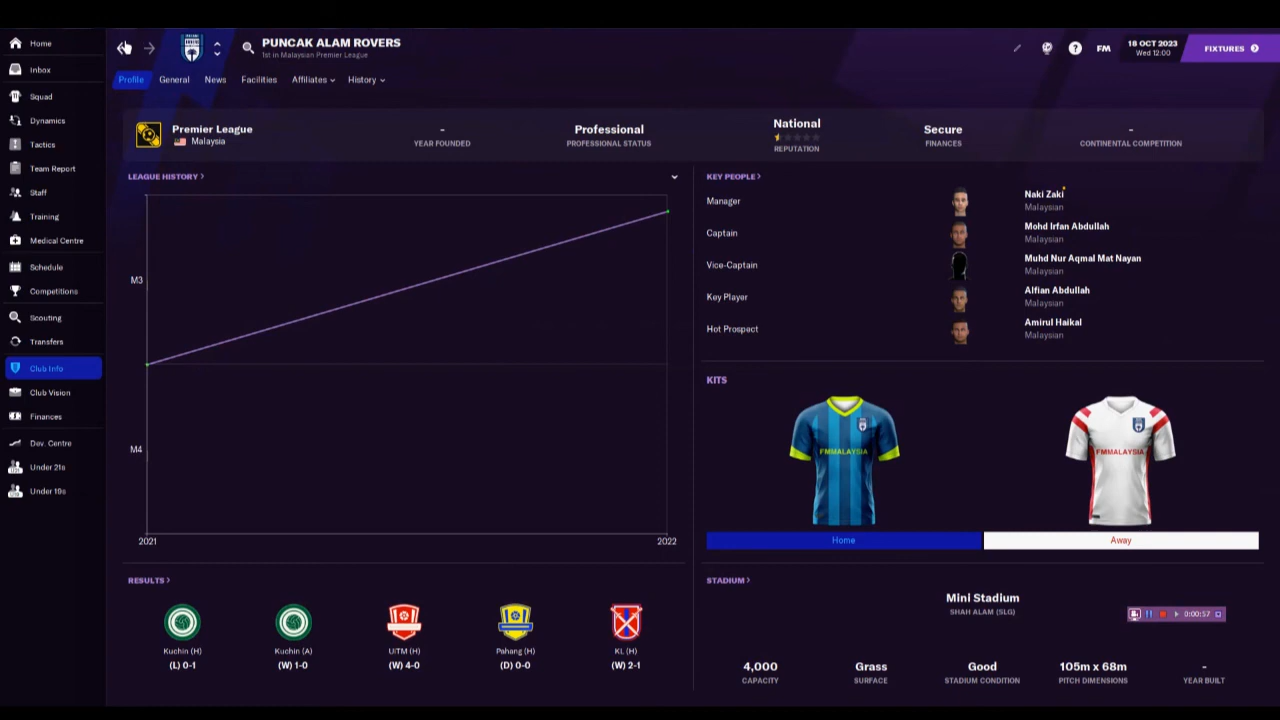 Home
Inbox
Squad
Dynamics
Tactics
Team Report
Staff
Training
Medical Centre
Schedule
Competitions
Scouting
Transfers
Club Info
Club Vision
Finances
Dev. Centre
Under 21s
Under 19s
PUNCAK ALAM ROVERS
1st in Malaysian Premier League
FM
18 OCT 2023
Wed 12:00
FIXTURES
Profile General News Facilities Affiliates History
Premier League
Malaysia
-
YEAR FOUNDED
Professional
PROFESSIONAL STATUS
National
REPUTATION
Secure
FINANCES
-
CONTINENTAL COMPETITION
LEAGUE HISTORY >
M3
M4
2021 2022
KEY PEOPLE >
Manager
Naki Zaki
Malaysian
Captain
Mohd Irfan Abdullah
Malaysian
Vice-Captain
Muhd Nur Aqmal Mat Nayan
Malaysian
Key Player
Alfian Abdullah
Malaysian
Hot Prospect
Amirul Haikal
Malaysian
KITS
FMMALAYSIA
FMMALAYSIA
Home
Away
RESULTS >
Kuchin (H)
(L) 0-1
Kuchin (A)
(W) 1-0
UiTM (H)
(W) 4-0
Pahang (H)
(D) 0-0
KL (H)
(W) 2-1
STADIUM >
Mini Stadium
SHAH ALAM (SLG)
0:00:57
4,000
CAPACITY
Grass
SURFACE
Good
STADIUM CONDITION
105m x 68m
PITCH DIMENSIONS
-
YEAR BUILT